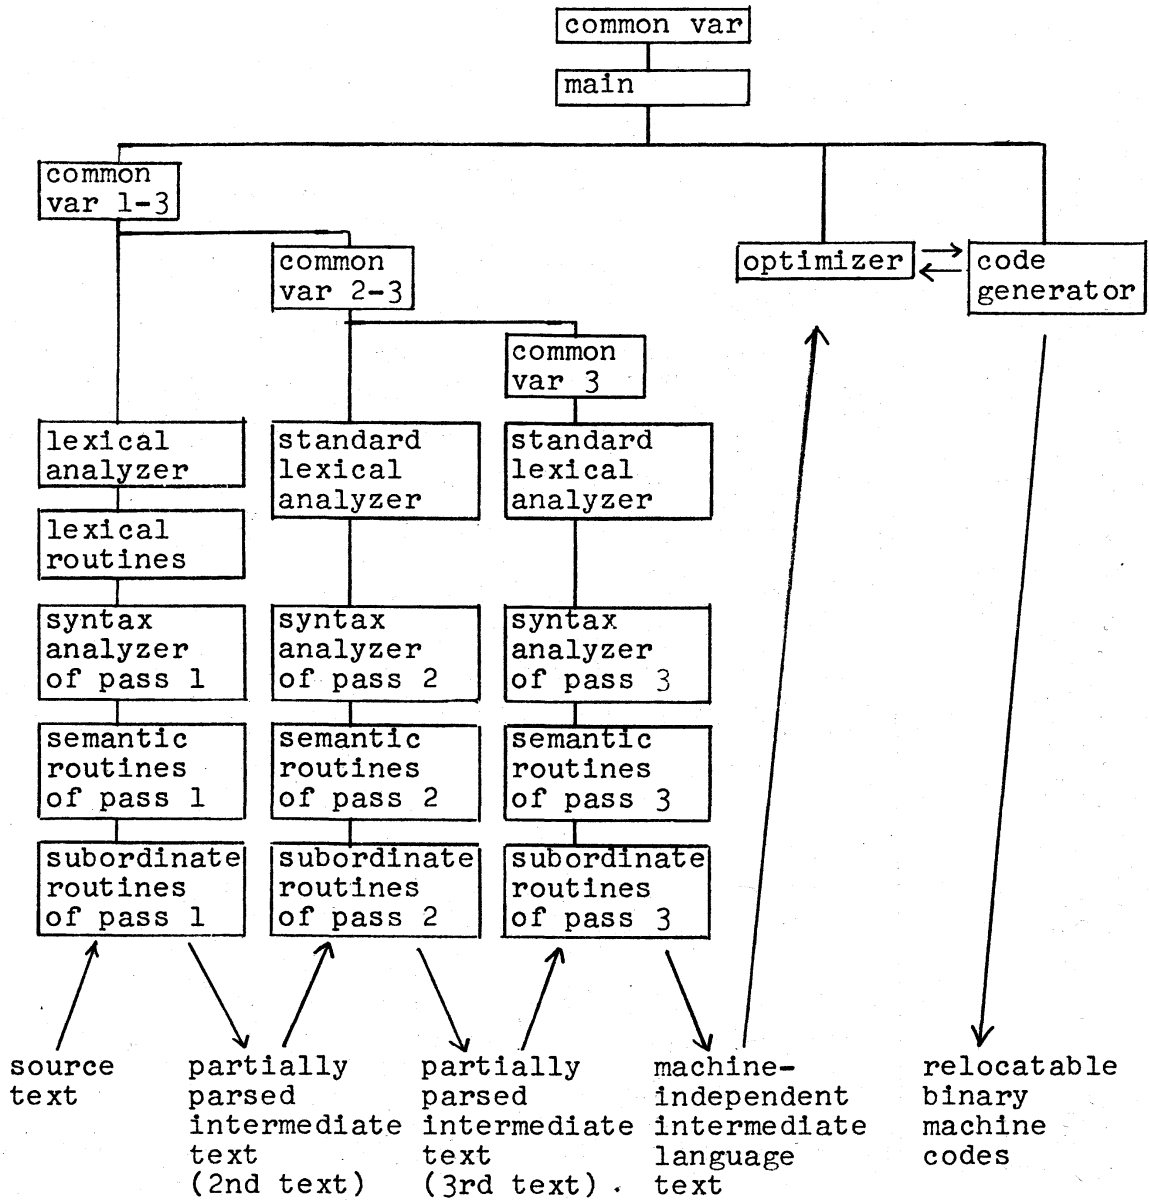 common var
main
common
var 1-3
common
var 2-3
optimizer
code
generator
common
var 3
lexical
analyzer
standard
lexical
analyzer
standard
lexical
analyzer
lexical
routines
syntax
analyzer
of pass 1
syntax
analyzer
of pass 2
syntax
analyzer
of pass 3
semantic
routines
of pass 1
semantic
routines
of pass 2
semantic
routines
of pass 3
subordinate
routines
of pass 1
subordinate
routines
of pass 2
subordinate
routines
of pass 3
source
text
partially
parsed
intermediate
text
(2nd text)
partially
parsed
intermediate
text
(3rd text).
machine-
independent
intermediate
language
text
relocatable
binary
machine
codes